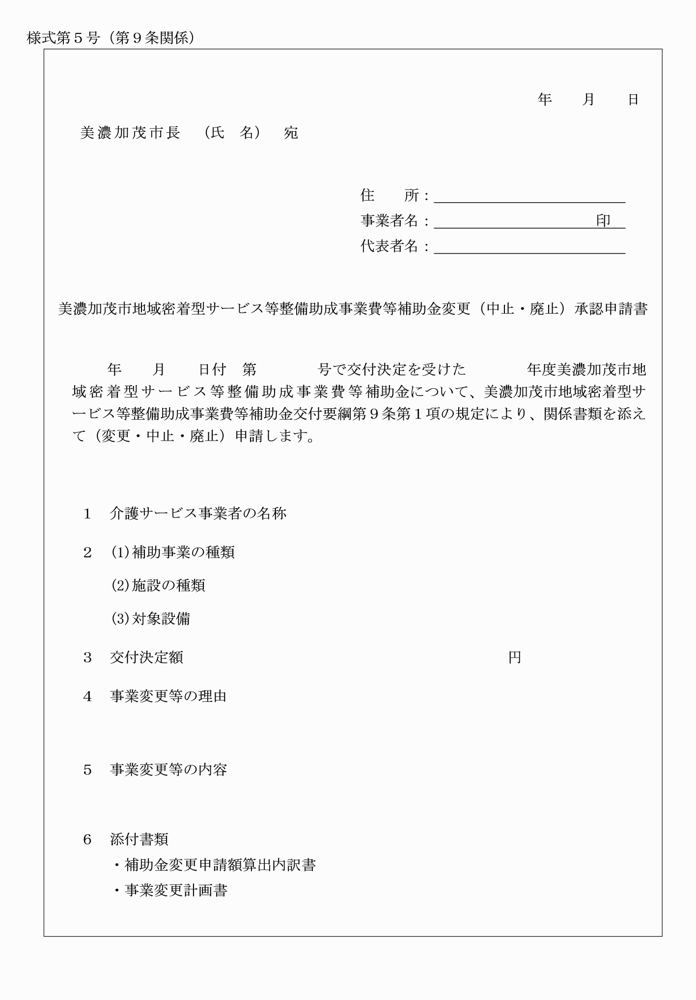 様式第５号（第９条関係）
年　　月　　日
美濃加茂市長　（氏　名）　宛
住　　所：
事業者名：　　　　　　　　　　　印
代表者名：
美濃加茂市地域密着型サービス等整備助成事業費等補助金変更（中止・廃止）承認申請書
年　　月　　日付　第　　　　号で交付決定を受けた　　　　年度美濃加茂市地
域密着型サービス等整備助成事業費等補助金について、美濃加茂市地域密着型サ
ービス等整備助成事業費等補助金交付要綱第９条第１項の規定により、関係書類を添え
て（変更・中止・廃止）申請します。
１　介護サービス事業者の名称
２　(1)補助事業の種類
(2)施設の種類
(3)対象設備
３　交付決定額　　　　　　　　　　　　　　　　　　　　　　円
４　事業変更等の理由
５　事業変更等の内容
６　添付書類
・補助金変更申請額算出内訳書
・事業変更計画書